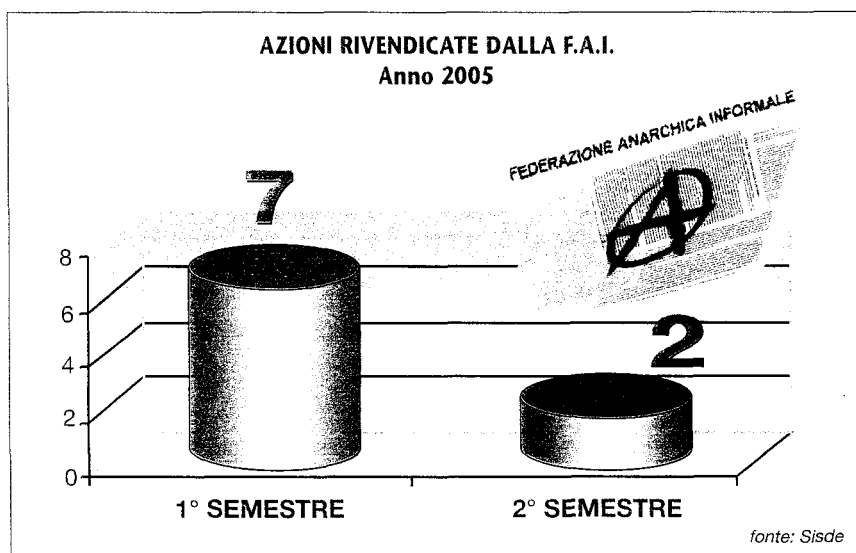 AZIONI RIVENDICATE DALLA F.A.I.
Anno 2005
FEDERAZIONE ANARCHICA INFORMALE
7
2
8
6
4
2
0
1° SEMESTRE
2° SEMESTRE
fonte: Sisde